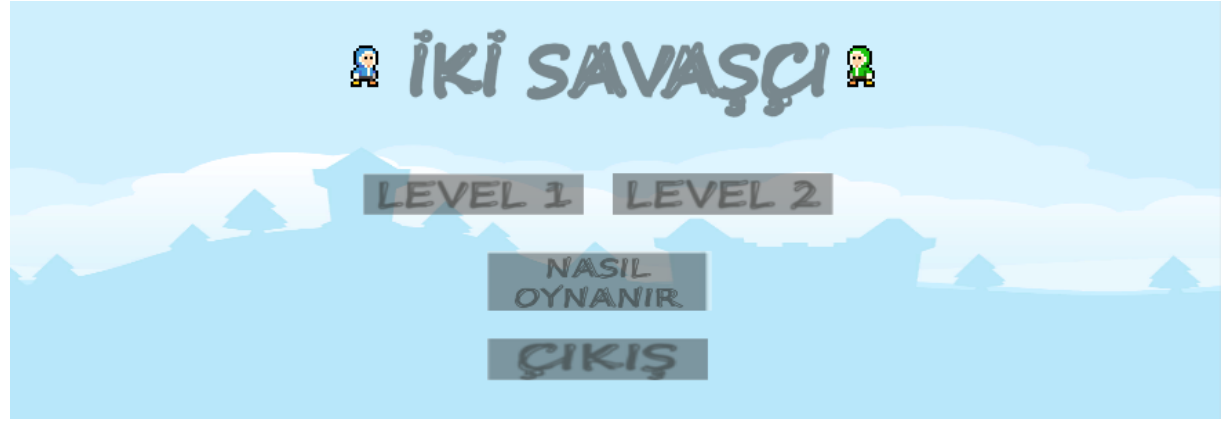 İKİ SAVAŞÇI
LEVEL 1
LEVEL 2
NASIL
OYNANIR
ÇIKIŞ